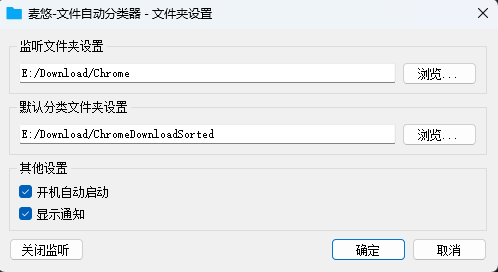 麦悠-文件自动分类器 - 文件夹设置
监听文件夹设置
E:/Download/Chrome 浏览...
默认分类文件夹设置
E:/Download/ChromeDownloadSorted 浏览...
其他设置
开机自动启动
显示通知
关闭监听 确定 取消